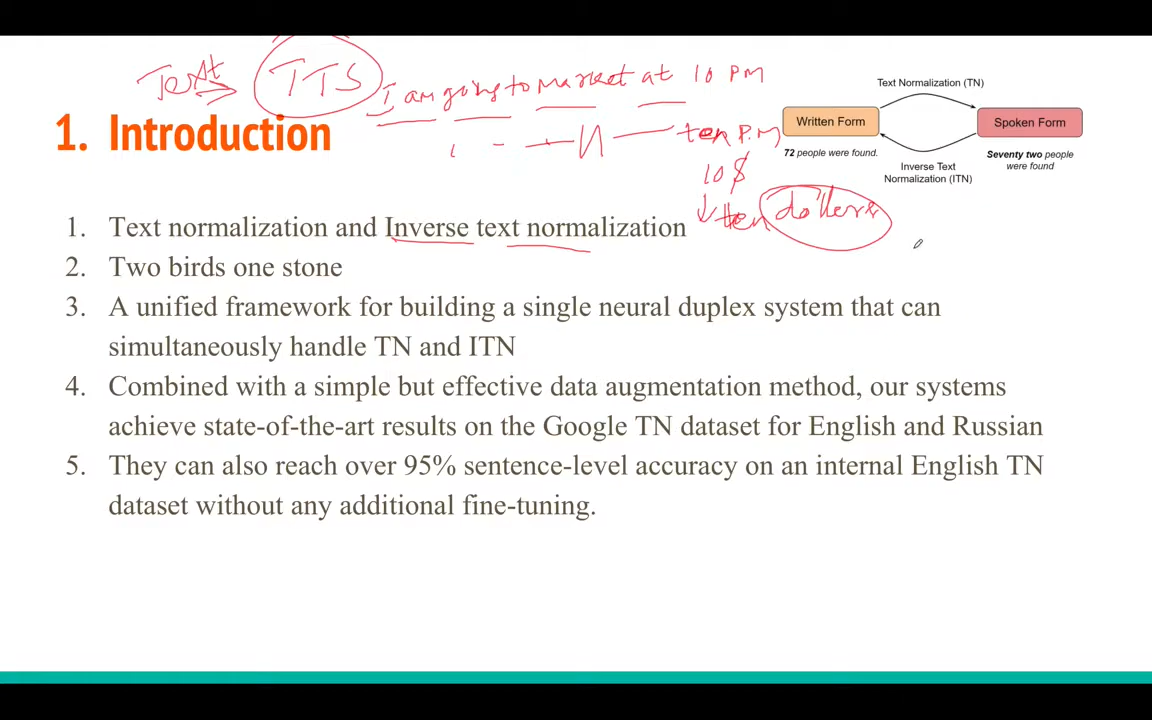 Text TTS I am going to market at 10 PM
Text Normalization (TN)
1. Introduction
Written Form
Spoken Form
ten P.M
72 people were found.
Seventy two people
were found
Inverse Text
Normalization (ITN)
10 $
ten dollers
1. Text normalization and Inverse text normalization
2. Two birds one stone
3. A unified framework for building a single neural duplex system that can
simultaneously handle TN and ITN
4. Combined with a simple but effective data augmentation method, our systems
achieve state-of-the-art results on the Google TN dataset for English and Russian
5. They can also reach over 95% sentence-level accuracy on an internal English TN
dataset without any additional fine-tuning.